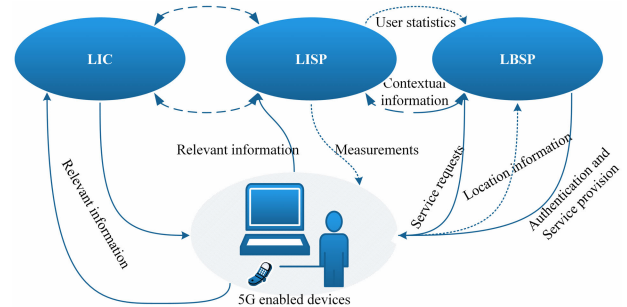 User statistics
LIC
LISP
LBSP
Contextual
information
Relevant information
Measurements
Relevant information
Service requests
Location information
Authentication and
Service provision
5G enabled devices